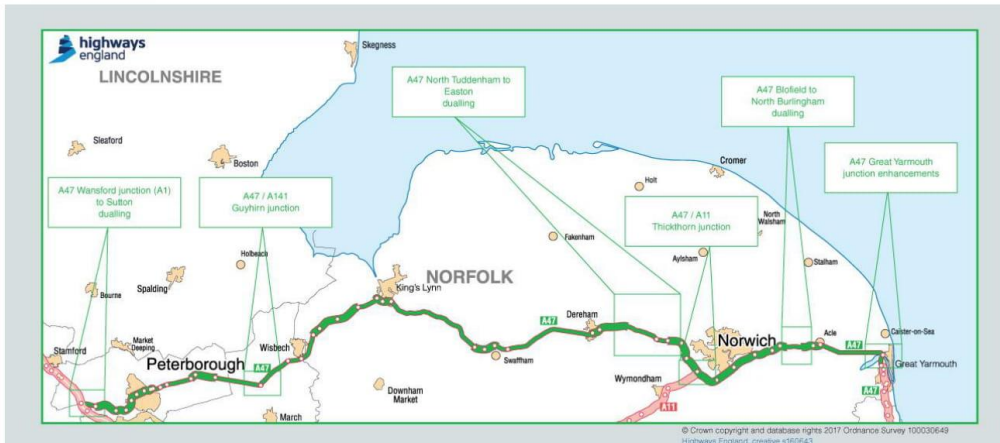 highways
england
LINCOLNSHIRE
Skegness
A47 North Tuddenham to
Easton
dualling
A47 Blofield to
North Burlingham
dualling
Sleaford
Boston
Cromer
A47 Great Yarmouth
junction enhancements
A47 Wansford junction (A1)
to Sutton
dualling
A47 / A141
Guyhirn junction
Holt
A47 / A11
Thickthorn junction
North
Walsham
Fakenham
Aylsham
Stalham
Holbeach
Spalding
Bourne
NORFOLK
King's Lynn
Market
Deeping
Stamford
Peterborough
Wisbech
A47
Dereham
A47
Swaffham
Norwich
Acle
A47
Caister-on-Sea
Great Yarmouth
A47
Wymondham
A11
Downham
Market
March
© Crown copyright and database rights 2017 Ordnance Survey 100030649
Highways England, creative s160643